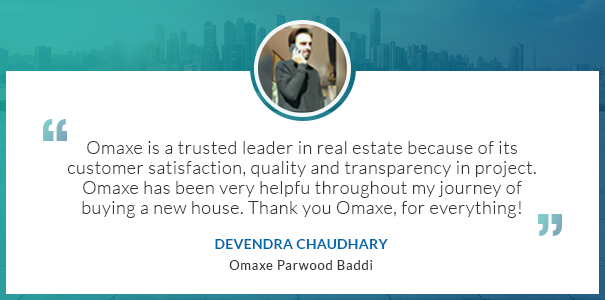 Omaxe is a trusted leader in real estate because of its
customer satisfaction, quality and transparency in project.
Omaxe has been very helpfu throughout my journey of
buying a new house. Thank you Omaxe, for everything!
DEVENDRA CHAUDHARY
Omaxe Parwood Baddi